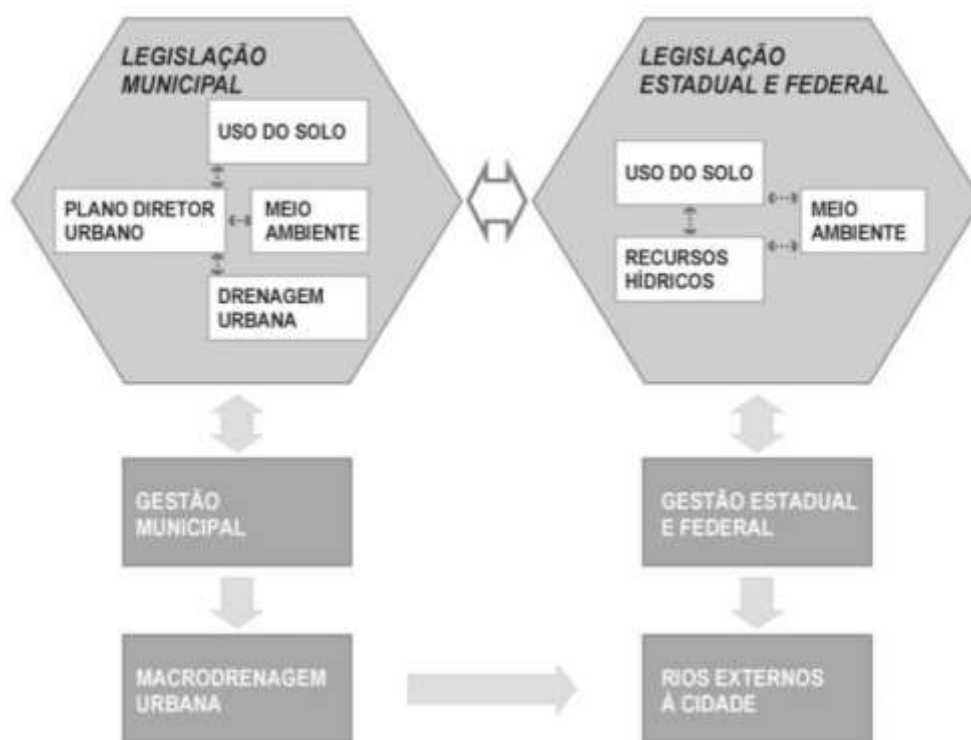 LEGISLAÇÃO
MUNICIPAL
USO DO SOLO
PLANO DIRETOR
URBANO
MEIO
AMBIENTE
DRENAGEM
URBANA
LEGISLAÇÃO
ESTADUAL E FEDERAL
USO DO SOLO
MEIO
AMBIENTE
RECURSOS
HÍDRICOS
GESTÃO
MUNICIPAL
GESTÃO ESTADUAL
E FEDERAL
MACRODRENAGEM
URBANA
RIOS EXTERNOS
À CIDADE